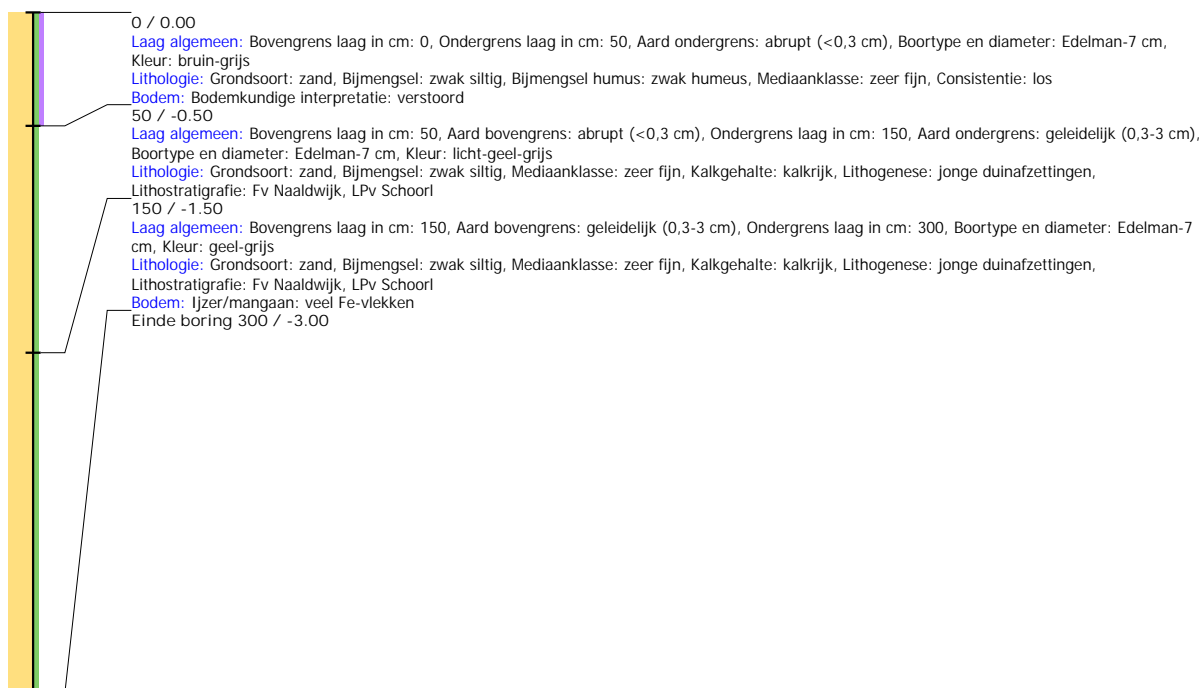 0 / 0.00
Laag algemeen: Bovengrens laag in cm: 0, Ondergrens laag in cm: 50, Aard ondergrens: abrupt (<0,3 cm), Boortype en diameter: Edelman-7 cm,
Kleur: bruin-grijs
Lithologie: Grondsoort: zand, Bijmengsel: zwak siltig, Bijmengsel humus: zwak humeus, Mediaanklasse: zeer fijn, Consistentie: los
Bodem: Bodemkundige interpretatie: verstoord
50 / -0.50
Laag algemeen: Bovengrens laag in cm: 50, Aard bovengrens: abrupt (<0,3 cm), Ondergrens laag in cm: 150, Aard ondergrens: geleidelijk (0,3-3 cm),
Boortype en diameter: Edelman-7 cm, Kleur: licht-geel-grijs
Lithologie: Grondsoort: zand, Bijmengsel: zwak siltig, Mediaanklasse: zeer fijn, Kalkgehalte: kalkrijk, Lithogenese: jonge duinafzettingen,
Lithostratigrafie: Fv Naaldwijk, LPv Schoorl
150 / -1.50
Laag algemeen: Bovengrens laag in cm: 150, Aard bovengrens: geleidelijk (0,3-3 cm), Ondergrens laag in cm: 300, Boortype en diameter: Edelman-7
cm, Kleur: geel-grijs
Lithologie: Grondsoort: zand, Bijmengsel: zwak siltig, Mediaanklasse: zeer fijn, Kalkgehalte: kalkrijk, Lithogenese: jonge duinafzettingen,
Lithostratigrafie: Fv Naaldwijk, LPv Schoorl
Bodem: Ijzer/mangaan: veel Fe-vlekken
Einde boring 300 / -3.00